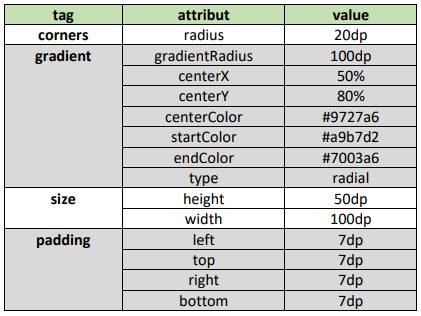 tag attribut value
corners radius 20dp
gradient gradientRadius 100dp
centerX 50%
centerY 80%
centerColor #9727a6
startColor #a9b7d2
endColor #7003a6
type radial
size height 50dp
width 100dp
padding left 7dp
top 7dp
right 7dp
bottom 7dp